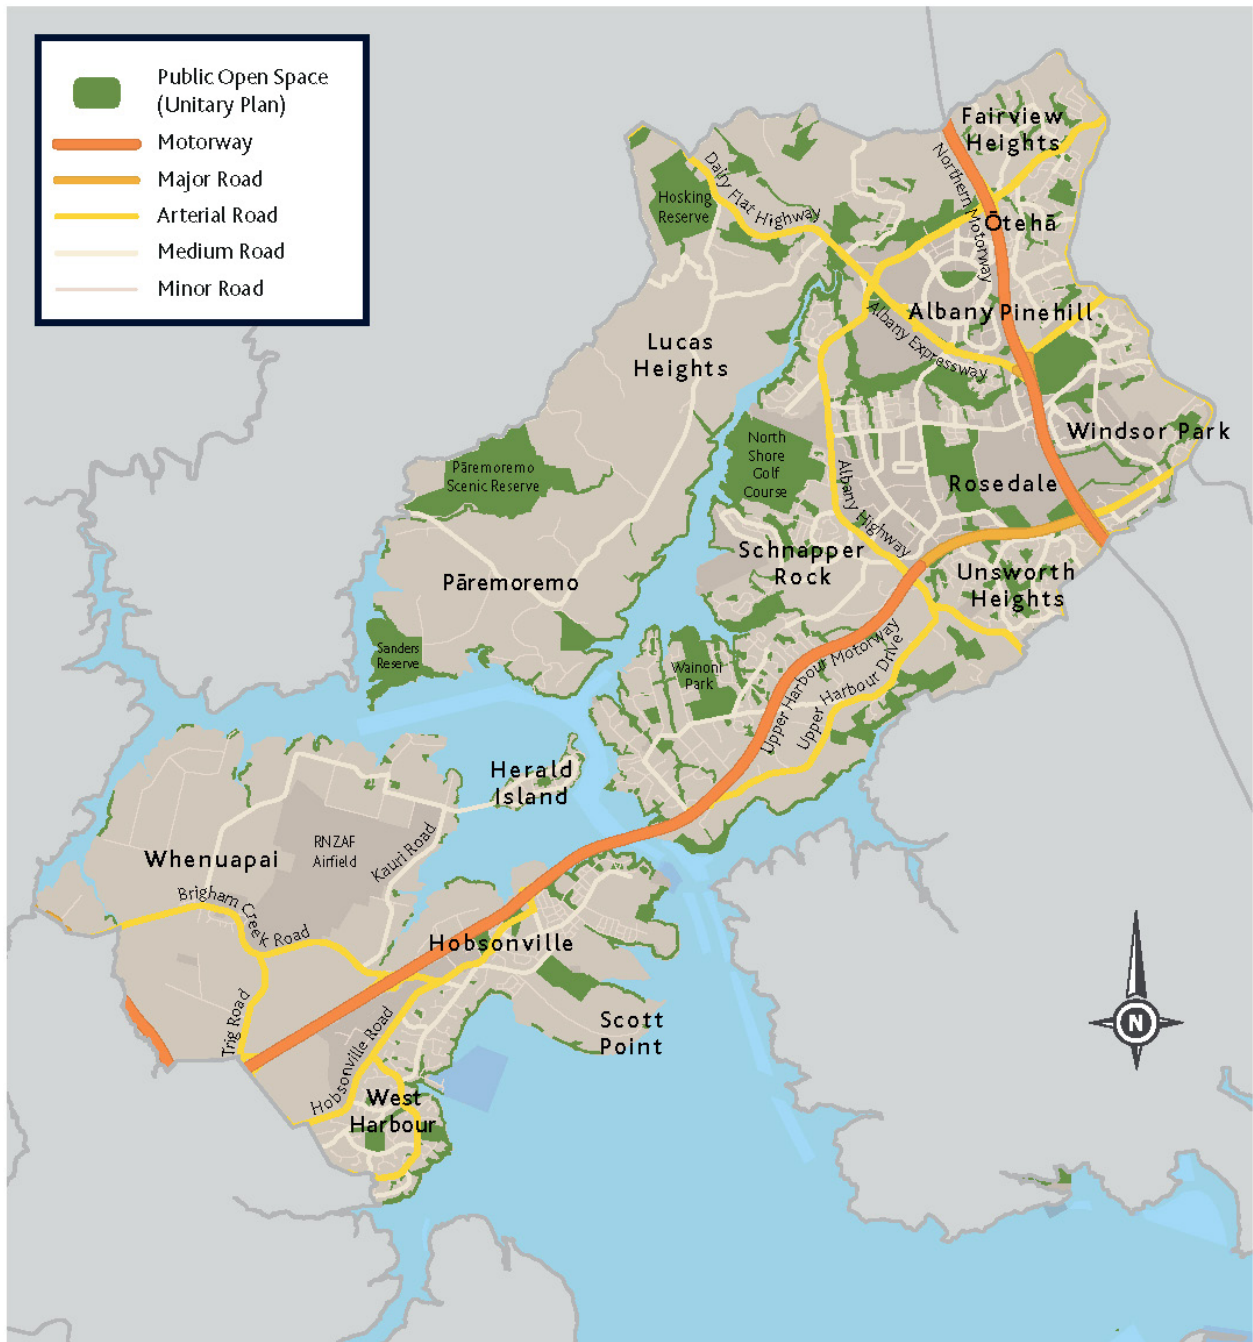 Public Open Space
(Unitary Plan)
Motorway
Major Road
Arterial Road
Medium Road
Minor Road
Fairview
Heights
Northern Motorway
Dairy Flat Highway
Hosking
Reserve
Ōtehā
Albany
Pinehill
Albany Expressway
Lucas
Heights
Windsor Park
North
Shore
Golf
Course
Pāremoremo
Scenic Reserve
Rosedale
Albany Highway
Schnapper
Rock
Unsworth
Heights
Pāremoremo
Sanders
Reserve
Wainoni
Park
Upper Harbour Motorway
Upper Harbour Drive
Herald
Island
RNZAF
Airfield
Kauri Road
Whenuapai
Brigham Creek Road
Hobsonville
Trig Road
Hobsonville Road
Scott
Point
West
Harbour
N